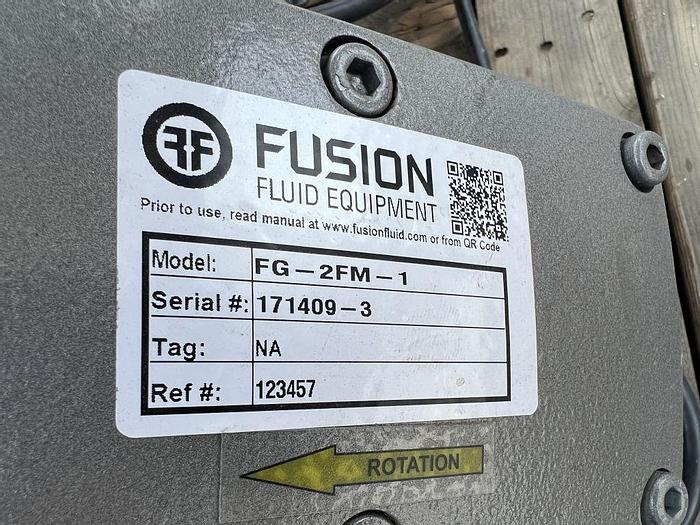 FF
FUSION
FLUID EQUIPMENT
Prior to use, read manual at www.fusionfluid.com or from QR Code
Model: FG-2FM-1
Serial #: 171409-3
Tag: NA
Ref #: 123457
ROTATION